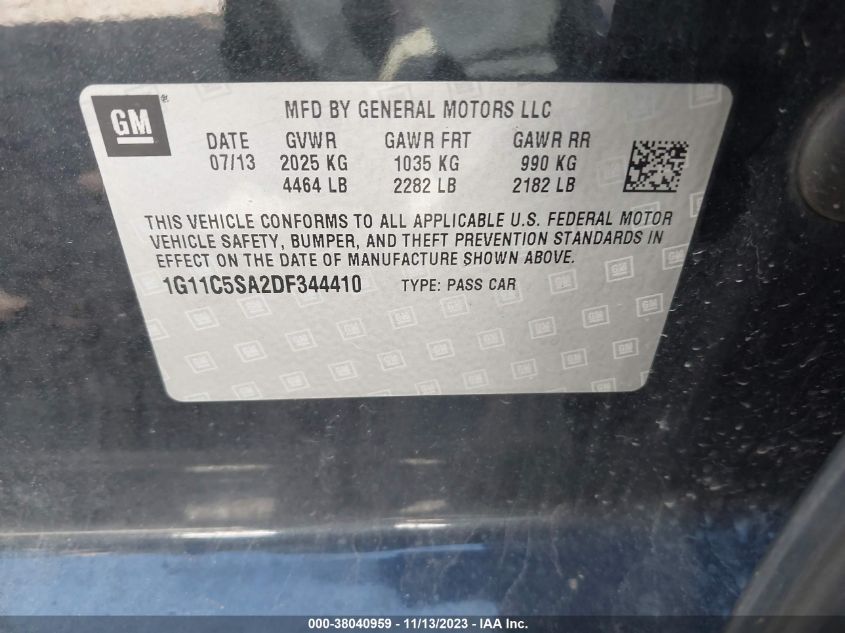 GM
MFD BY GENERAL MOTORS LLC
DATE GVWR GAWR FRT GAWR RR
07/13 2025 KG 1035 KG 990 KG
4464 LB 2282 LB 2182 LB
THIS VEHICLE CONFORMS TO ALL APPLICABLE U.S. FEDERAL MOTOR
VEHICLE SAFETY, BUMPER, AND THEFT PREVENTION STANDARDS IN
EFFECT ON THE DATE OF MANUFACTURE SHOWN ABOVE.
1G11C5SA2DF344410 TYPE: PASS CAR
000-38040959 - 11/13/2023 - IAA Inc.